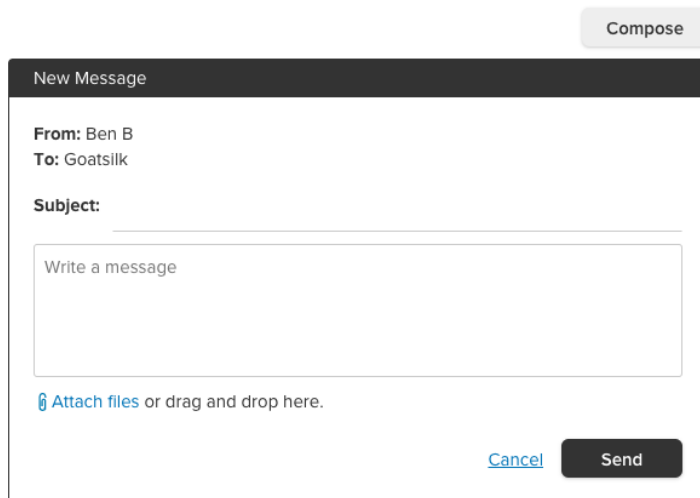 Compose
New Message
From: Ben B
To: Goatsilk
Subject:
Write a message
Attach files or drag and drop here.
Cancel
Send